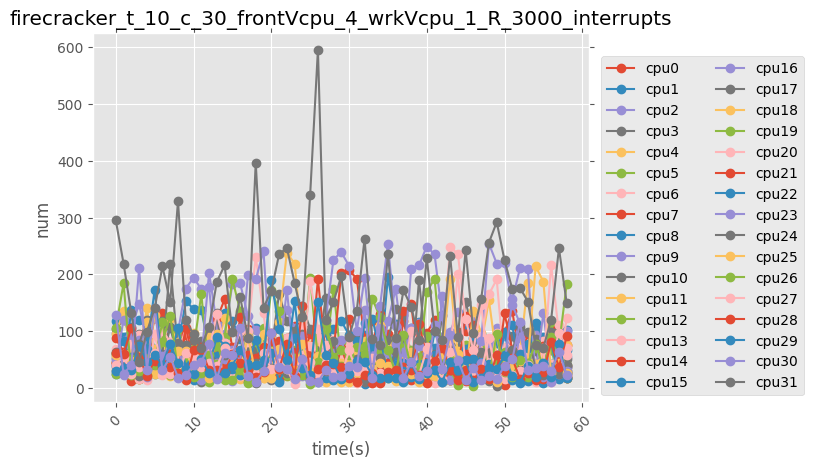 firecracker_t_10_c_30_frontVcpu_4_wrkVcpu_1_R_3000_interrupts
num
600
500
400
300
200
100
0
0 10 20 30 40 50 60
time(s)
cpu0 cpu16
cpu1 cpu17
cpu2 cpu18
cpu3 cpu19
cpu4 cpu20
cpu5 cpu21
cpu6 cpu22
cpu7 cpu23
cpu8 cpu24
cpu9 cpu25
cpu10 cpu26
cpu11 cpu27
cpu12 cpu28
cpu13 cpu29
cpu14 cpu30
cpu15 cpu31